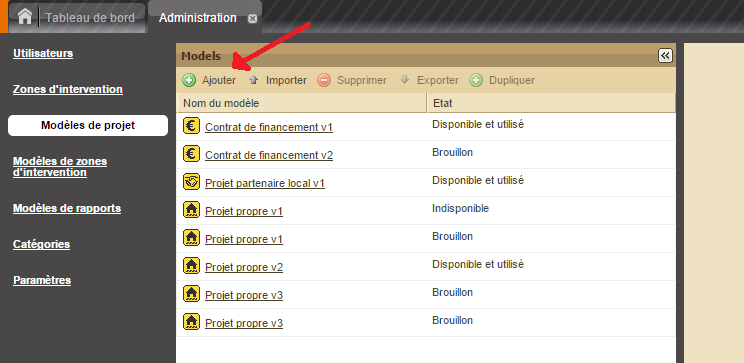 Tableau de bord Administration
Utilisateurs
Zones d'intervention
Modèles de projet
Modèles de zones
d'intervention
Modèles de rapports
Catégories
Paramètres
Models
Ajouter Importer Supprimer Exporter Dupliquer
Nom du modèle Etat
Contrat de financement v1 Disponible et utilisé
Contrat de financement v2 Brouillon
Projet partenaire local v1 Disponible et utilisé
Projet propre v1 Indisponible
Projet propre v1 Brouillon
Projet propre v2 Disponible et utilisé
Projet propre v3 Brouillon
Projet propre v3 Brouillon